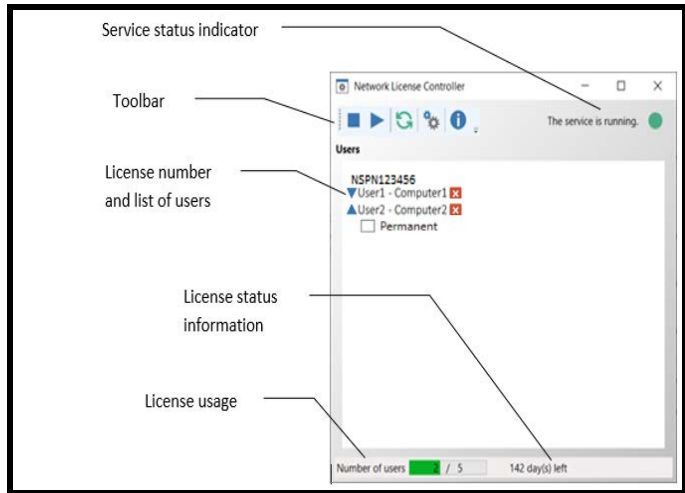 Service status indicator
Network License Controller
Toolbar
The service is running.
Users
License number
and list of users
NSPN123456
User1 - Computer1
User2 - Computer2
Permanent
License status
information
License usage
Number of users 2 / 5 142 day(s) left